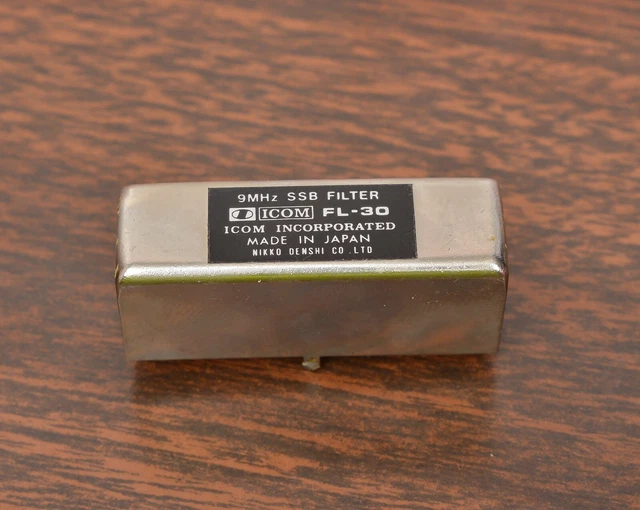 9MHz SSB FILTER
ICOM FL-30
ICOM INCORPORATED
MADE IN JAPAN
NIKKO DENSHI CO.LTD